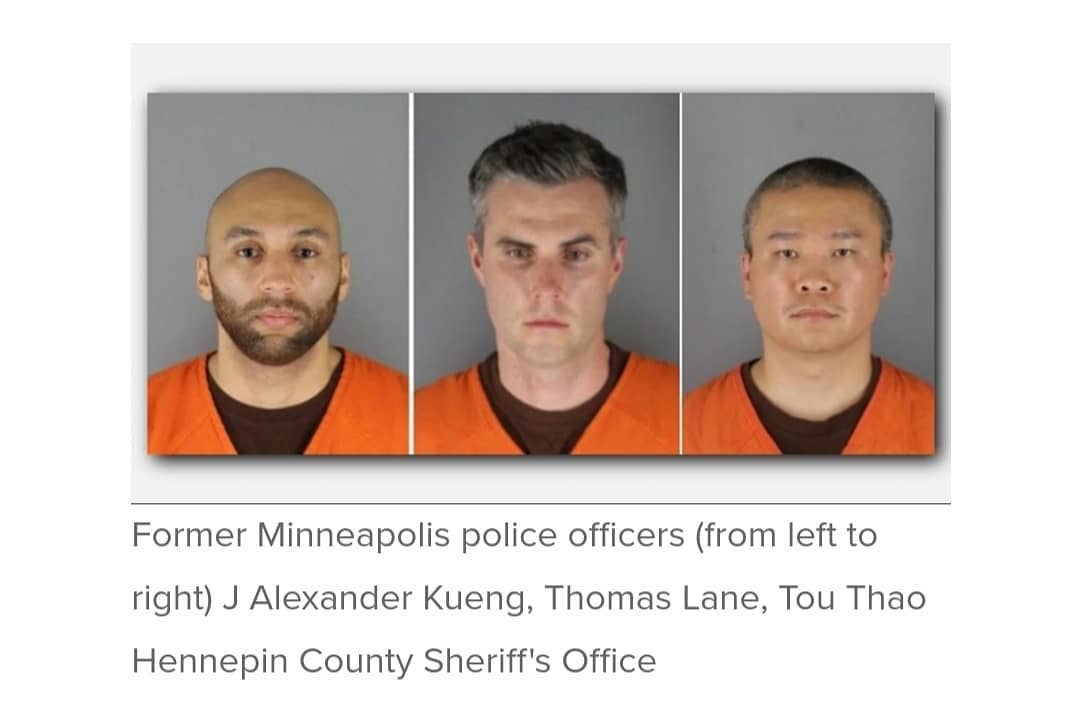 Former Minneapolis police officers (from left to
right) J Alexander Kueng, Thomas Lane, Tou Thao
Hennepin County Sheriff's Office